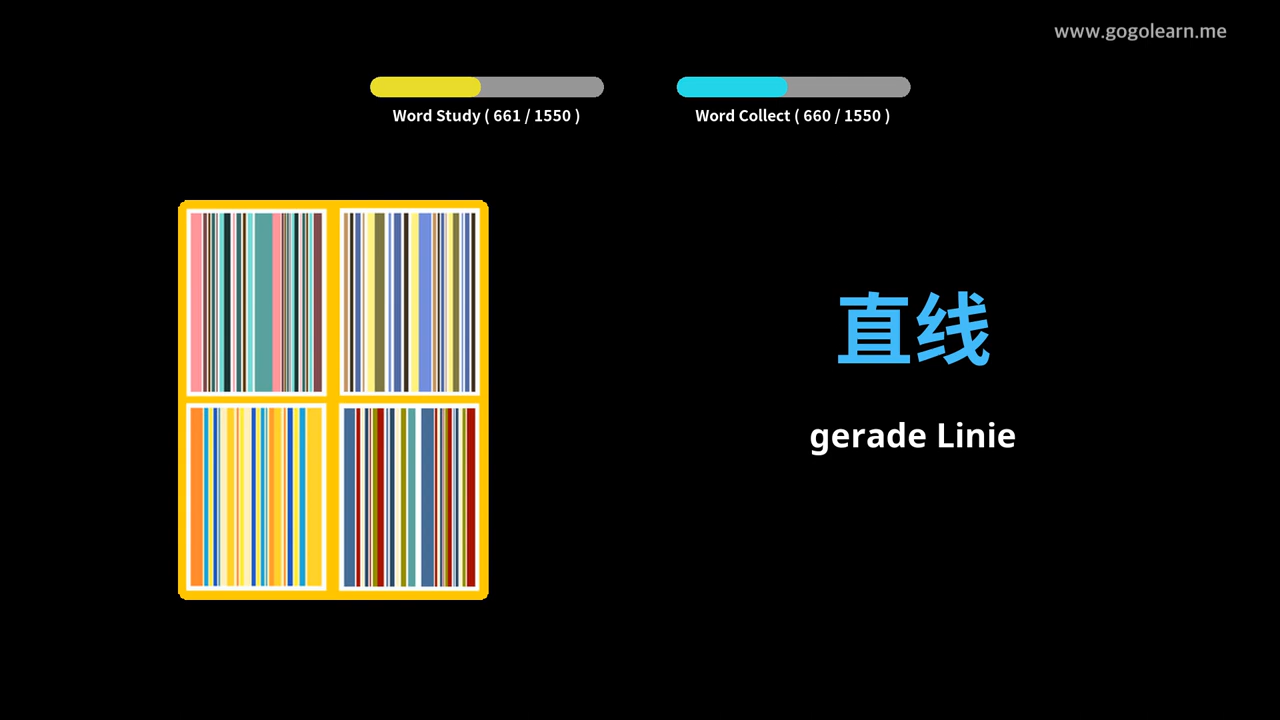 www.gogolearn.me
Word Study ( 661 / 1550 )
Word Collect ( 660 / 1550 )
直线
gerade Linie